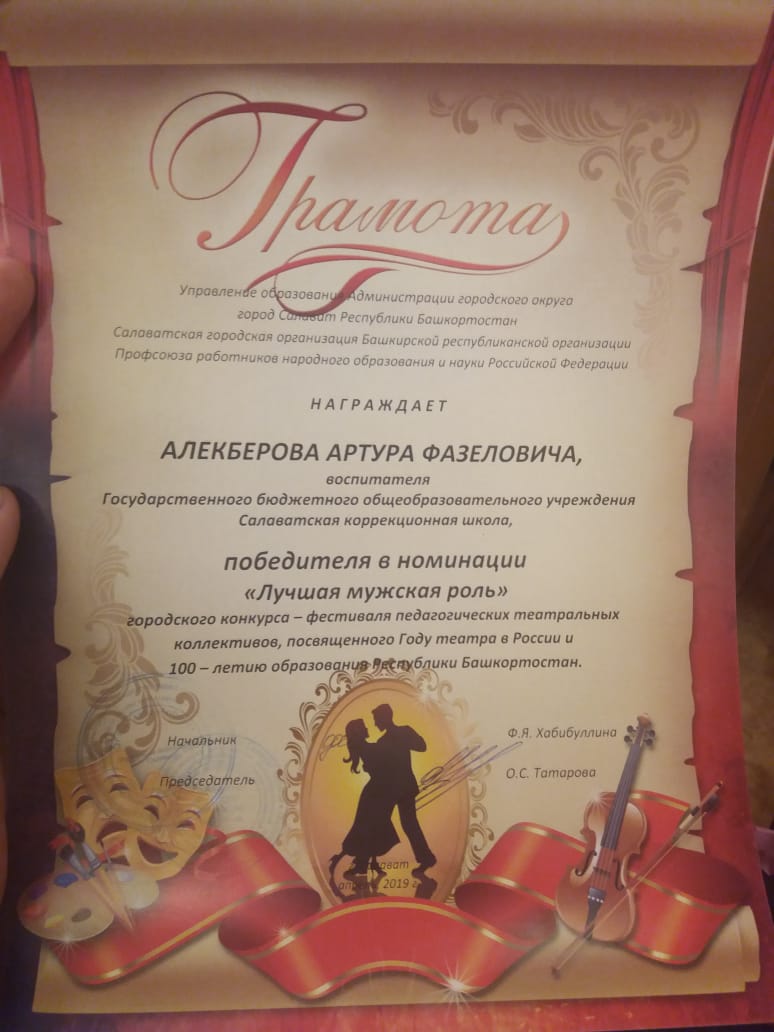 Грамота
Управление образования Администрации городского округа
город Салават Республики Башкортостан
Салаватская городская организация Башкирской республиканской организации
Профсоюза работников народного образования и науки Российской Федерации
НАГРАЖДАЕТ
АЛЕКБЕРОВА АРТУРА ФАЗЕЛОВИЧА,
воспитателя
Государственного бюджетного общеобразовательного учреждения
Салаватская коррекционная школа,
победителя в номинации
«Лучшая мужская роль»
городского конкурса – фестиваля педагогических театральных
коллективов, посвященного Году театра в России и
100 – летию образования Республики Башкортостан.
Начальник Ф.Я. Хабибуллина
Председатель О.С. Татарова
Салават
апрель 2019 г.